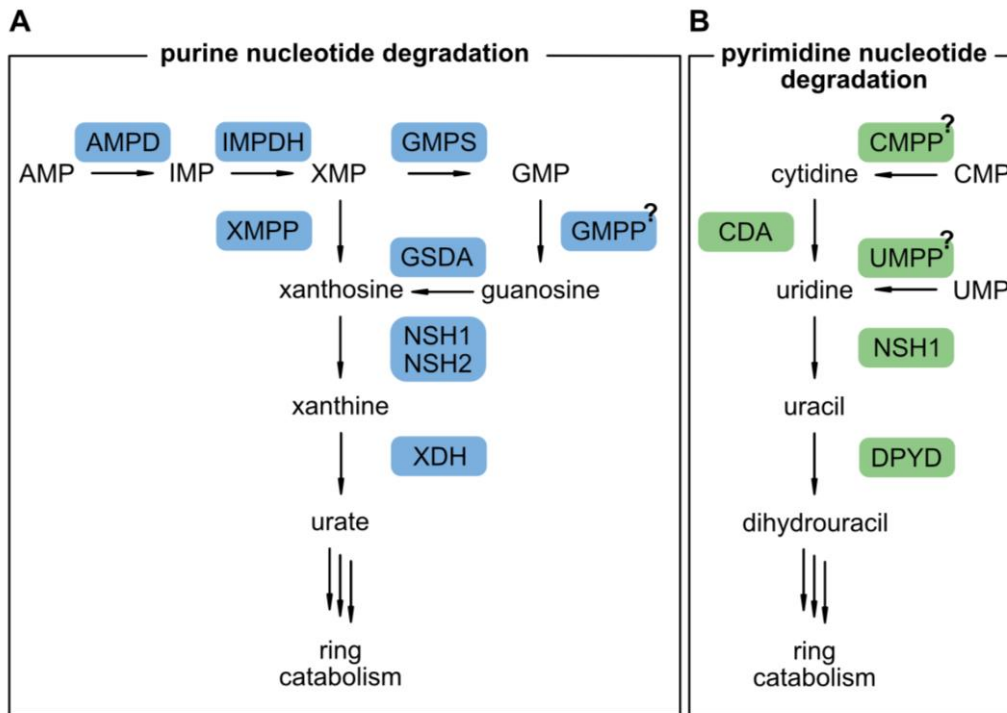 A
purine nucleotide degradation
AMPD
IMPDH
GMPS
AMP
IMP
XMP
GMP
XMPP
GMPP?
GSDA
xanthosine
guanosine
NSH1
NSH2
xanthine
XDH
urate
ring
catabolism
B
pyrimidine nucleotide
degradation
CMPP?
cytidine
CMP
CDA
UMPP?
uridine
UMP
NSH1
uracil
DPYD
dihydrouracil
ring
catabolism